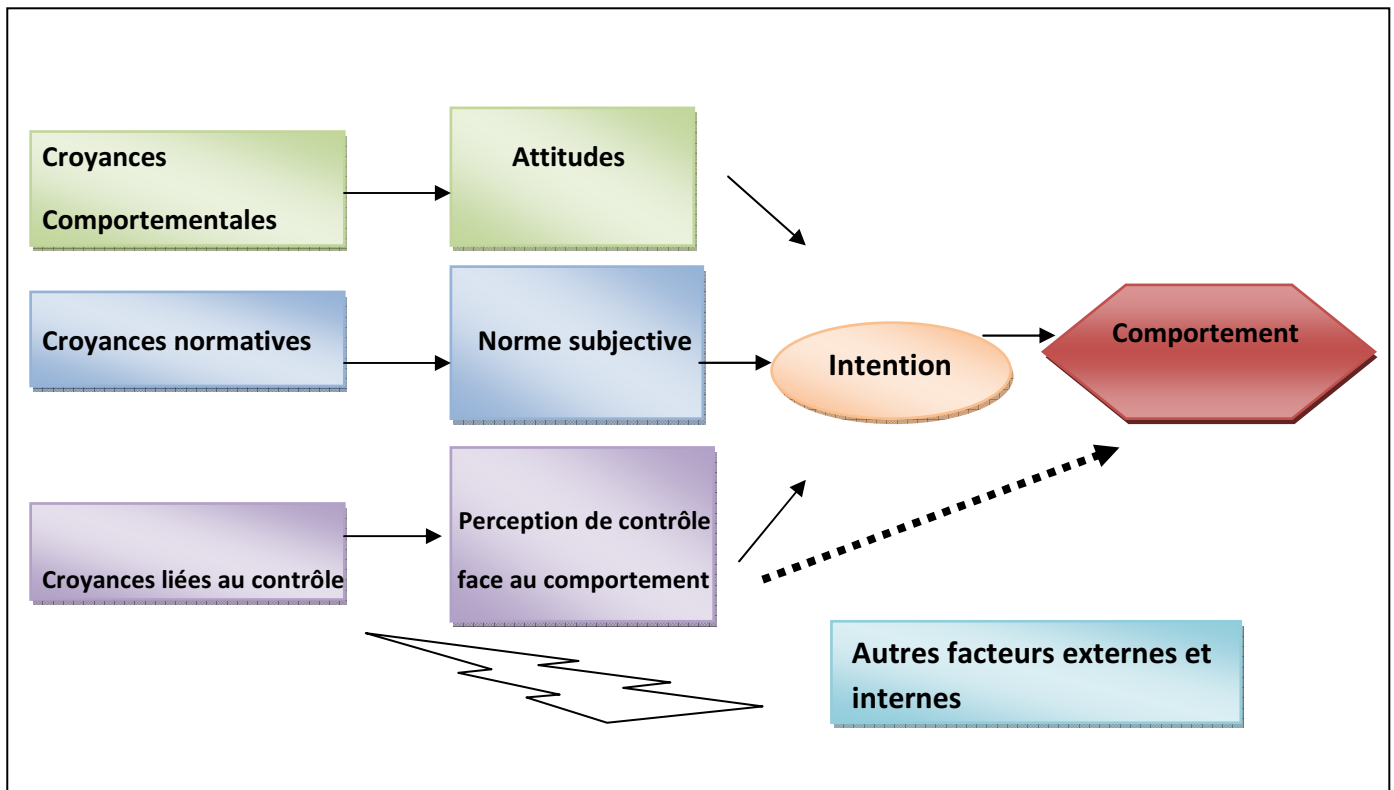 Croyances
Comportementales
Attitudes
Croyances normatives
Norme subjective
Intention
Comportement
Croyances liées au contrôle
Perception de contrôle
face au comportement
Autres facteurs externes et
internes